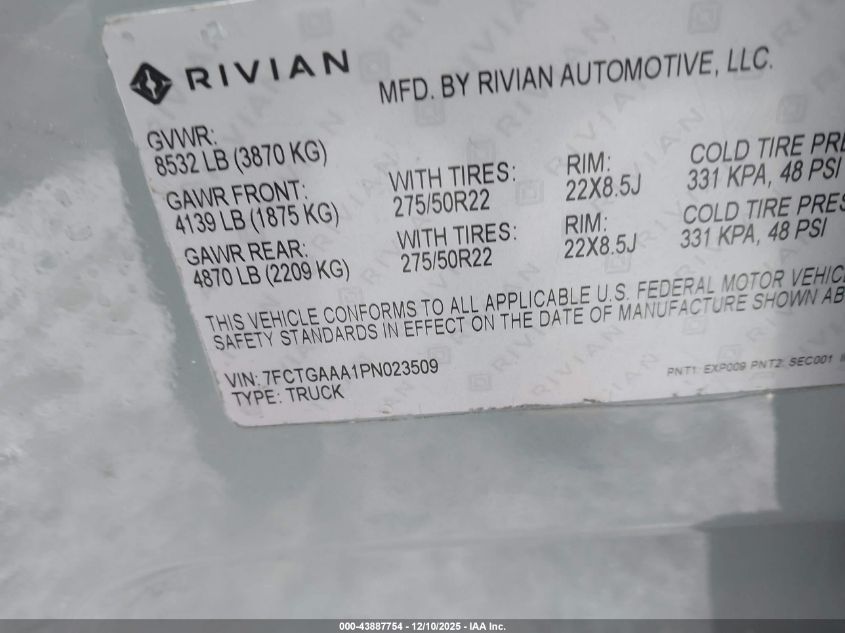 RIVIAN
MFD. BY RIVIAN AUTOMOTIVE, LLC.
GVWR:
8532 LB (3870 KG)
GAWR FRONT:
4139 LB (1875 KG)
WITH TIRES:
275/50R22
RIM:
22X8.5J
COLD TIRE PRE
331 KPA, 48 PSI
GAWR REAR:
4870 LB (2209 KG)
WITH TIRES:
275/50R22
RIM:
22X8.5J
COLD TIRE PRES
331 KPA, 48 PSI
THIS VEHICLE CONFORMS TO ALL APPLICABLE U.S. FEDERAL MOTOR VEHIC
SAFETY STANDARDS IN EFFECT ON THE DATE OF MANUFACTURE SHOWN AB
VIN: 7FCTGAAA1PN023509
TYPE: TRUCK
PNT1: EXP009 PNT2: SEC001
000-43887754 - 12/10/2025 - IAA Inc.